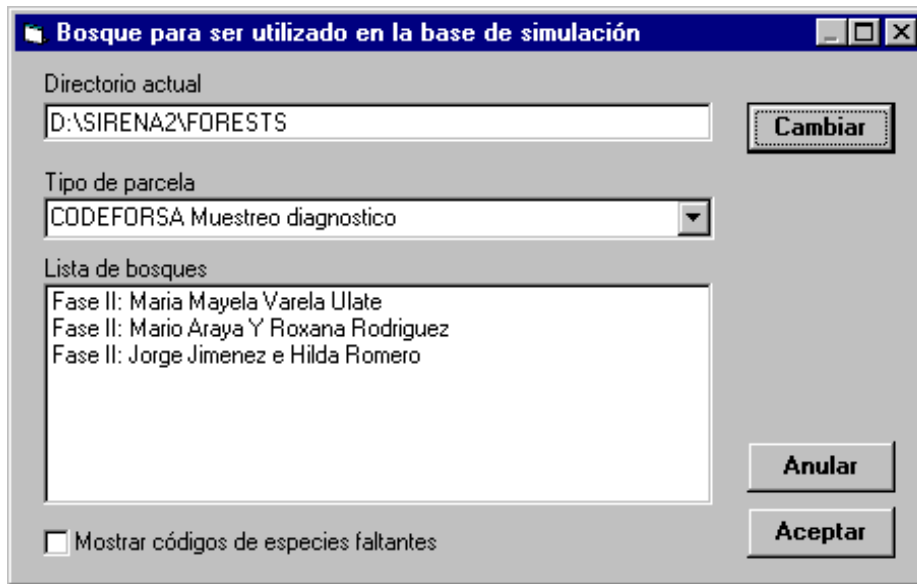 Bosque para ser utilizado en la base de simulación
Directorio actual
D:\SIRENA2\FORESTS
Cambiar
Tipo de parcela
CODEFORSA Muestreo diagnostico
Lista de bosques
Fase II: Maria Mayela Varela Ulate
Fase II: Mario Araya Y Roxana Rodriguez
Fase II: Jorge Jimenez e Hilda Romero
Anular
Mostrar códigos de especies faltantes
Aceptar